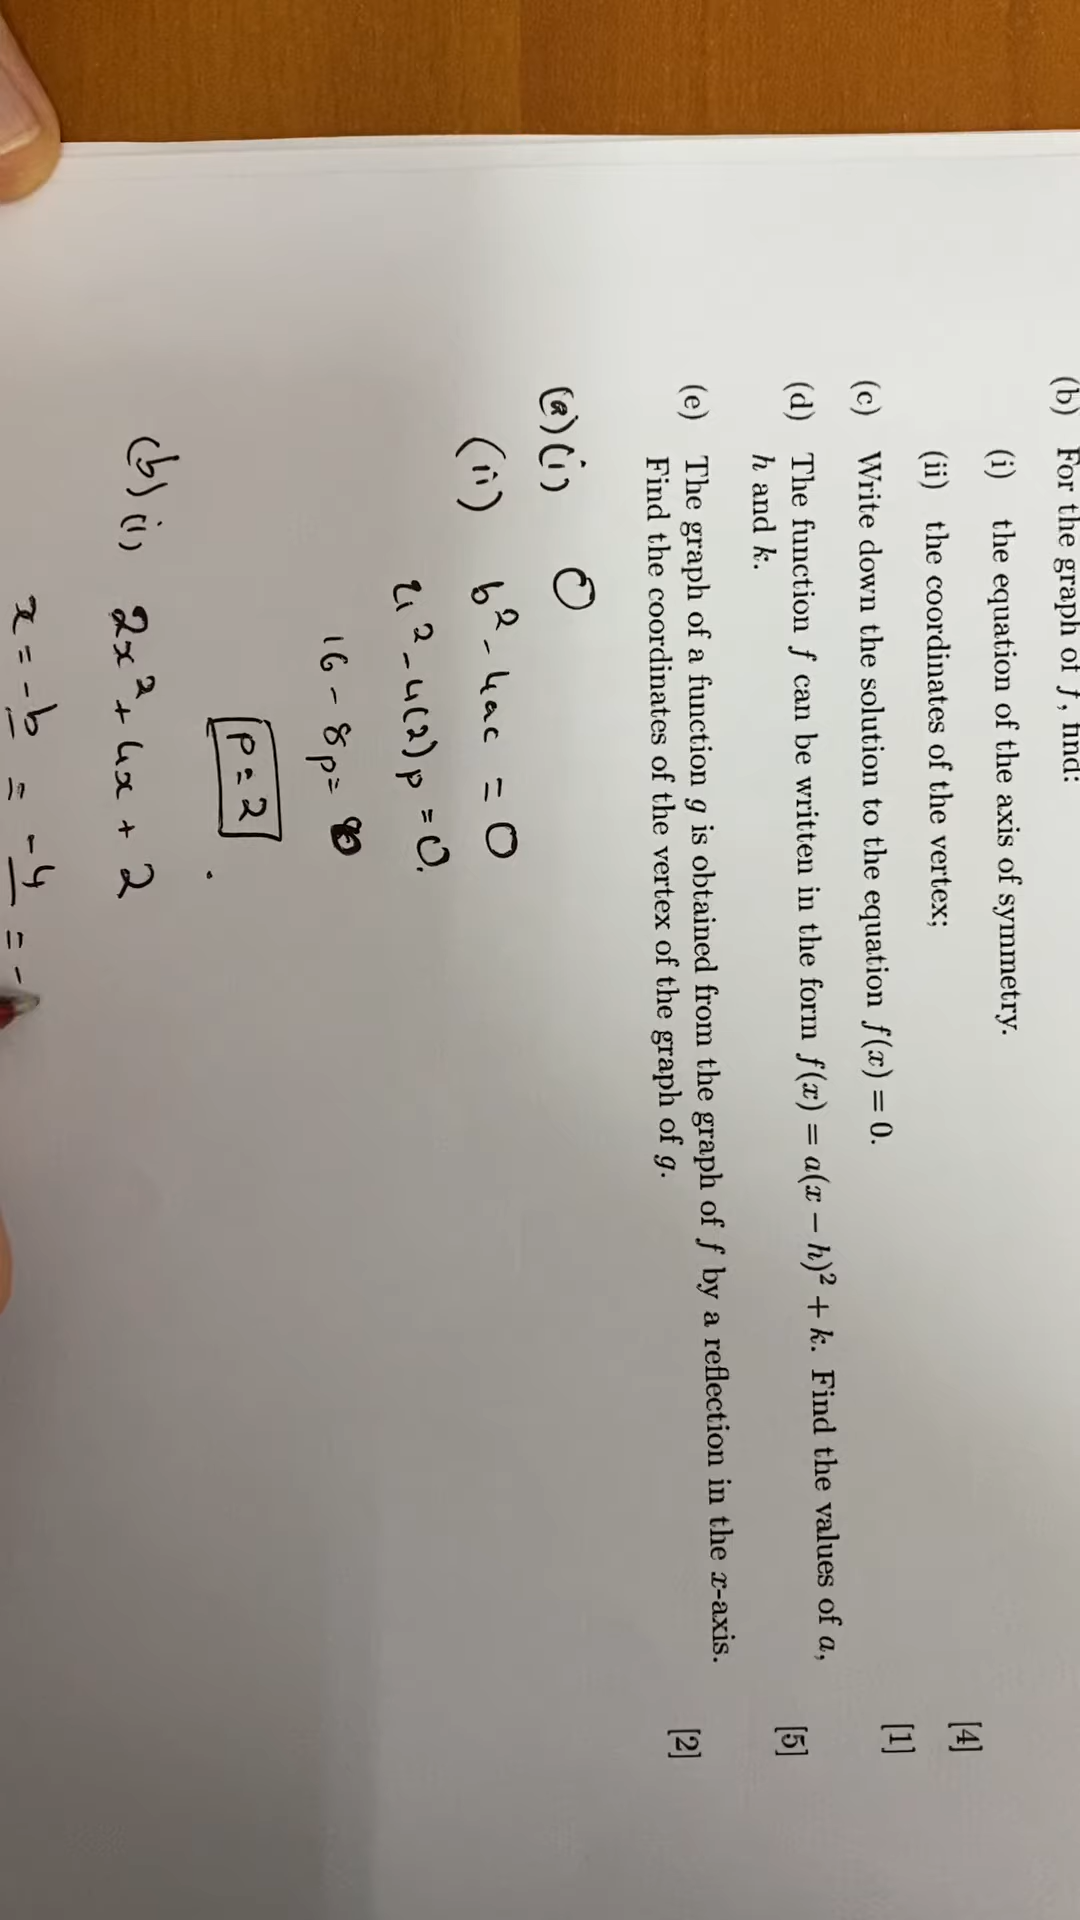 (b) For the graph of f, find:
(i) the equation of the axis of symmetry.
(ii) the coordinates of the vertex; [4]
(c) Write down the solution to the equation f(x) = 0. [1]
(d) The function f can be written in the form f(x) = a(x − h)² + k. Find the values of a,
h and k. [5]
(e) The graph of a function g is obtained from the graph of f by a reflection in the x-axis.
Find the coordinates of the vertex of the graph of g. [2]
(a) (i) 0
(ii) b² - 4ac = 0
4² - 4(2)p = 0.
16 - 8p = 0
p = 2
(b) (i) 2x² + 4x + 2
x = -b = -4 = -